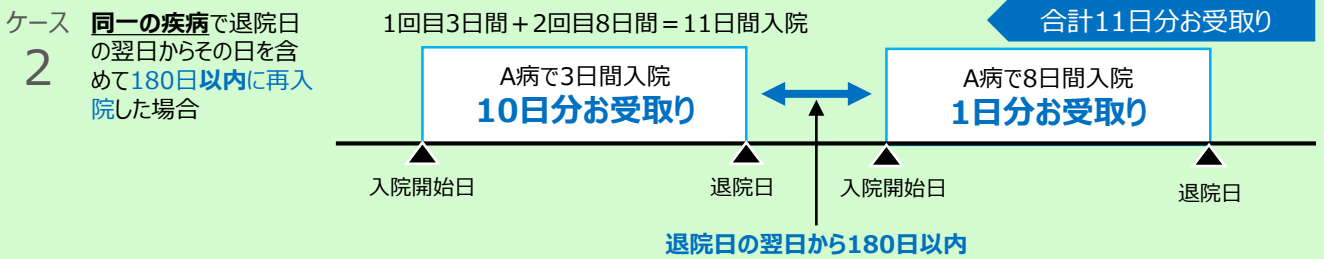 ケース
2
同一の疾病で退院日
の翌日からその日を含
めて180日以内に再入
院した場合
1回目3日間+2回目8日間=11日間入院
合計11日分お受取り
A病で3日間入院
10日分お受取り
A病で8日間入院
1日分お受取り
入院開始日
退院日
入院開始日
退院日
退院日の翌日から180日以内